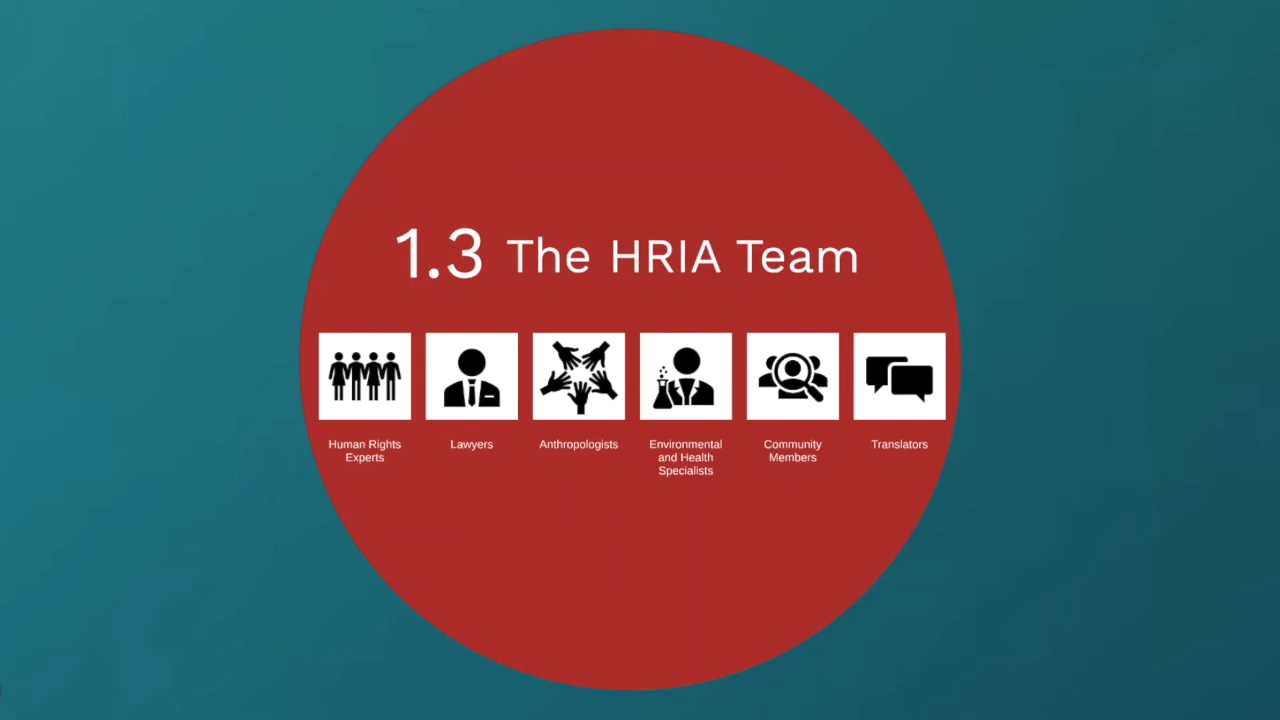 1.3 The HRIA Team
Human Rights
Experts
Lawyers
Anthropologists
Environmental
and Health
Specialists
Community
Members
Translators